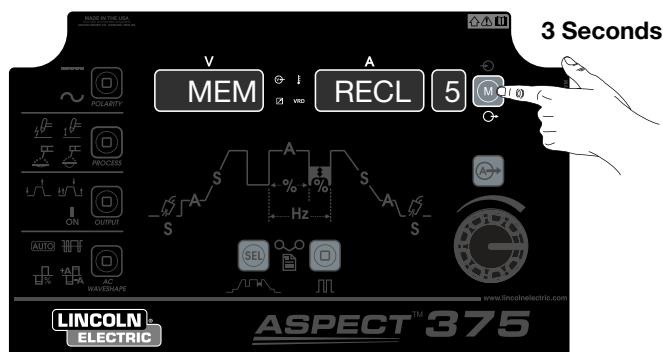 MADE IN THE USA
3 Seconds
V
A
MEM
VRD
RECL
5
M
POLARITY
PROCESS
ON
OUTPUT
AUTO
%
+A
-A
AC
WAVESHAPE
S
A
S
A
%
%
Hz
S
A
S
A
SEL
www.lincolnelectric.com
LINCOLN®
ELECTRIC
ASPECT™ 375